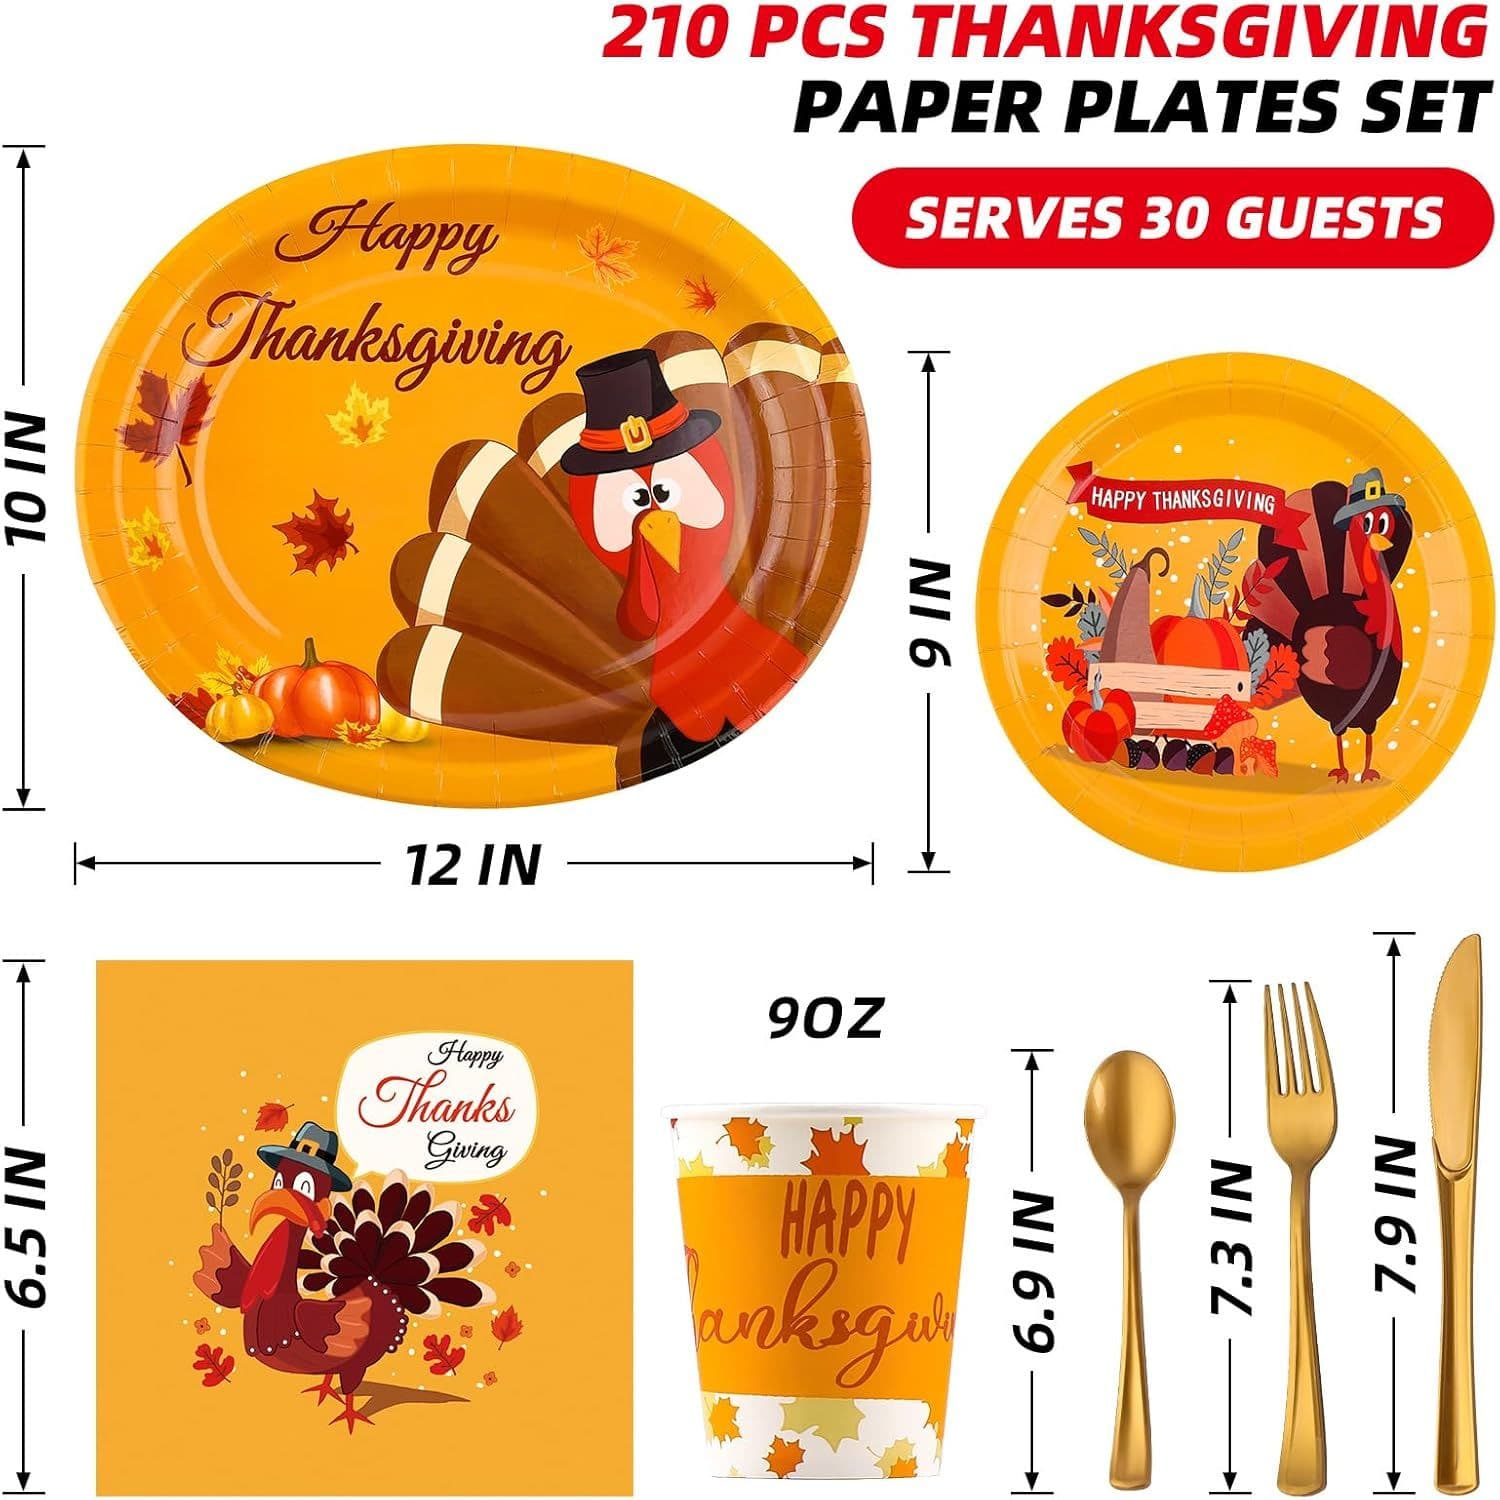 210 PCS THANKSGIVING
PAPER PLATES SET
SERVES 30 GUESTS
Happy
Thanksgiving
10 IN
12 IN
HAPPY THANKSGIVING
9 IN
Happy
Thanks
Giving
6.5 IN
9OZ
HAPPY
Thanksgivin
6.9 IN
7.3 IN
7.9 IN